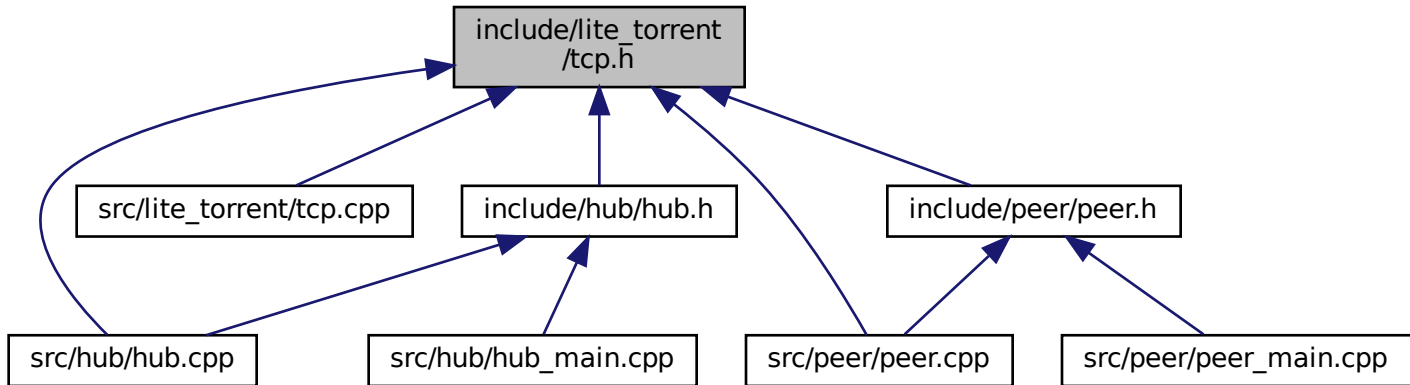 include/lite_torrent
/tcp.h
src/lite_torrent/tcp.cpp
include/hub/hub.h
include/peer/peer.h
src/hub/hub.cpp
src/hub/hub_main.cpp
src/peer/peer.cpp
src/peer/peer_main.cpp